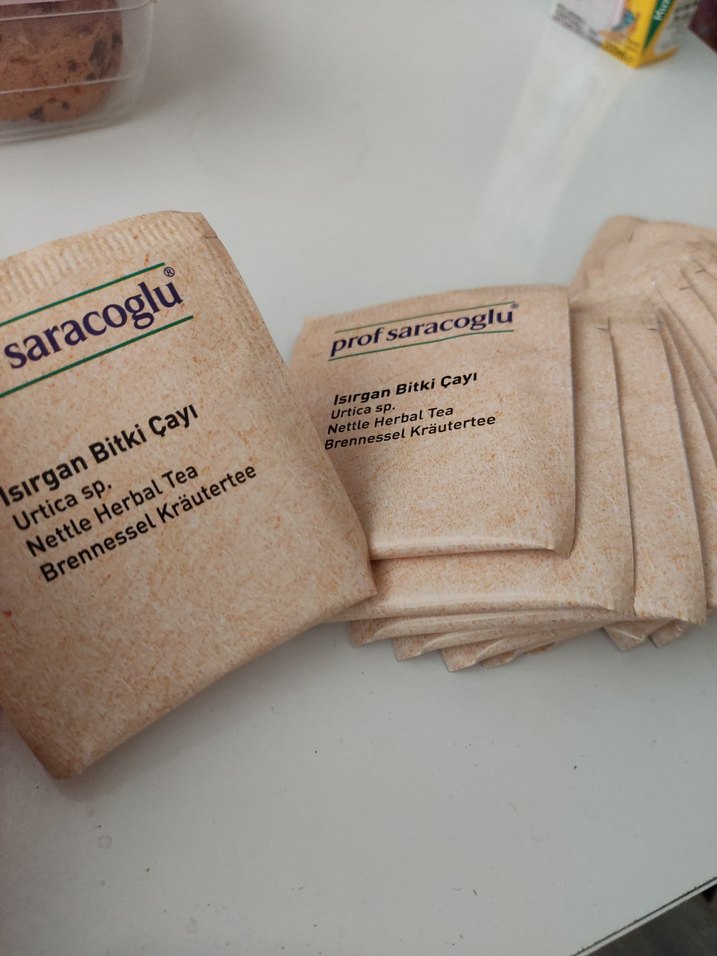 saracoglu®
Isırgan Bitki Çayı
Urtica sp.
Nettle Herbal Tea
Brennessel Kräutertee
prof saracoglu®
Isırgan Bitki Çayı
Urtica sp.
Nettle Herbal Tea
Brennessel Kräutertee